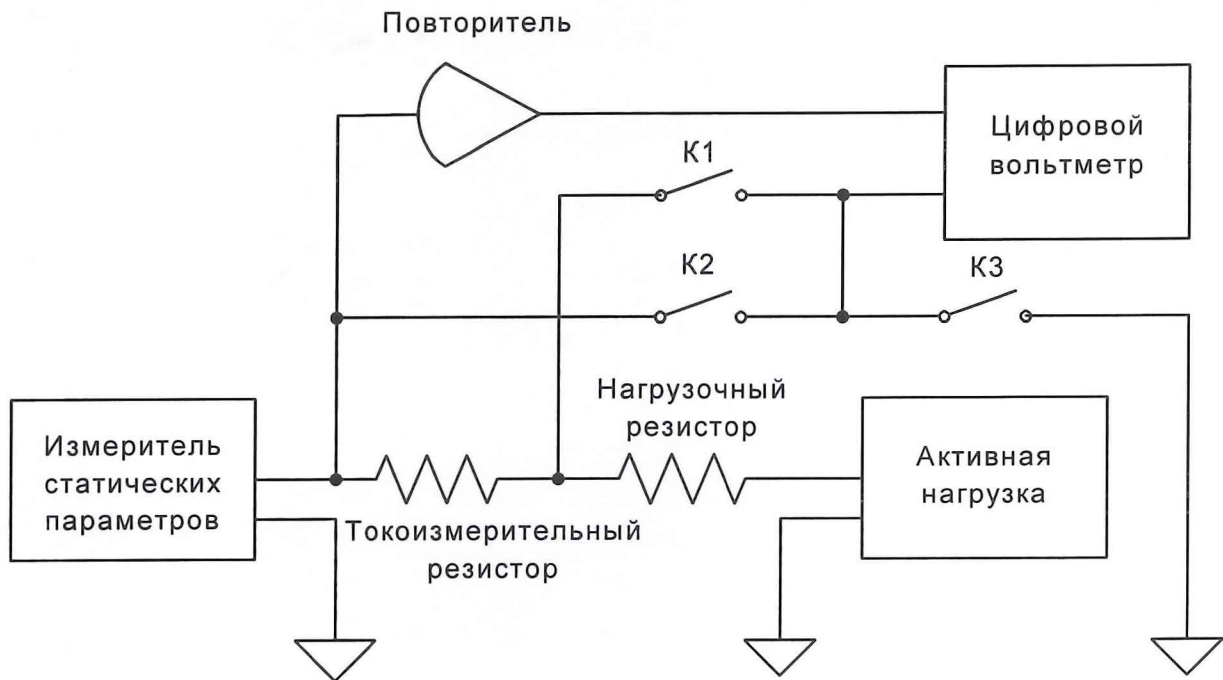 Повторитель
Цифровой
вольтметр
К1
К2
К3
Нагрузочный
резистор
Измеритель
статических
параметров
Активная
нагрузка
Токоизмерительный
резистор